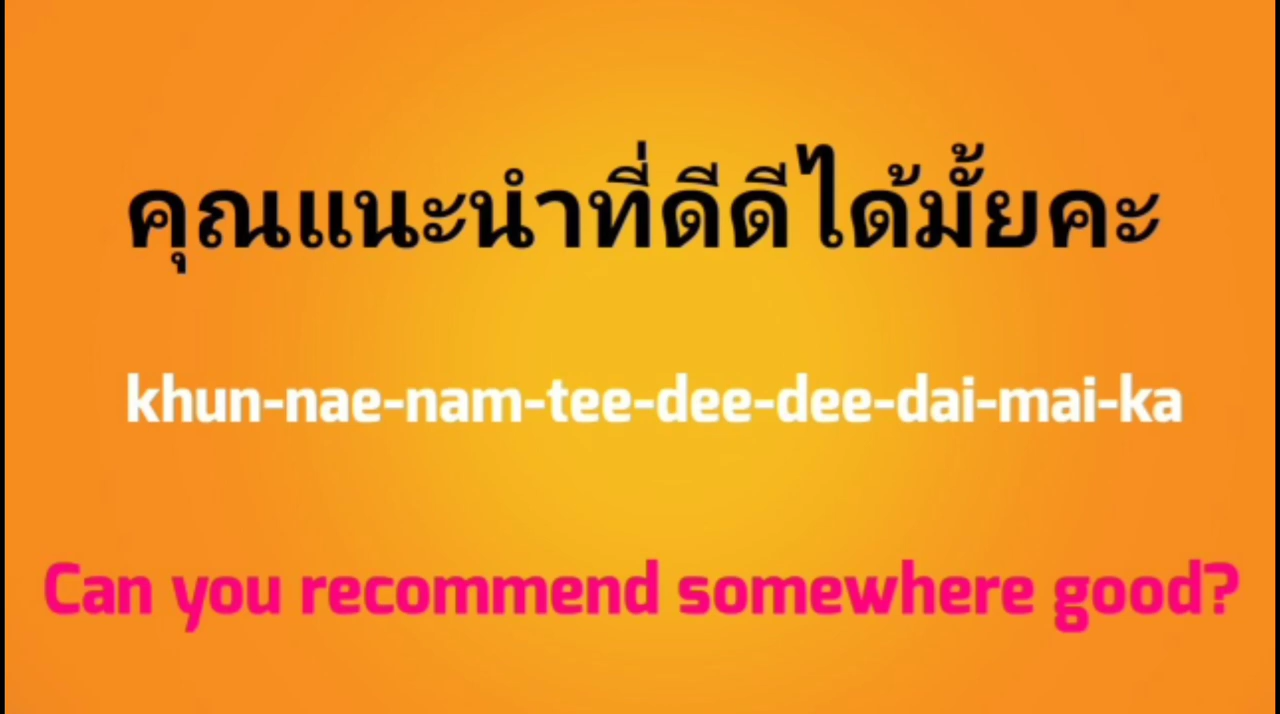 คุณแนะนำที่ดีดีได้มั้ยคะ
khun-nae-nam-tee-dee-dee-dai-mai-ka
Can you recommend somewhere good?